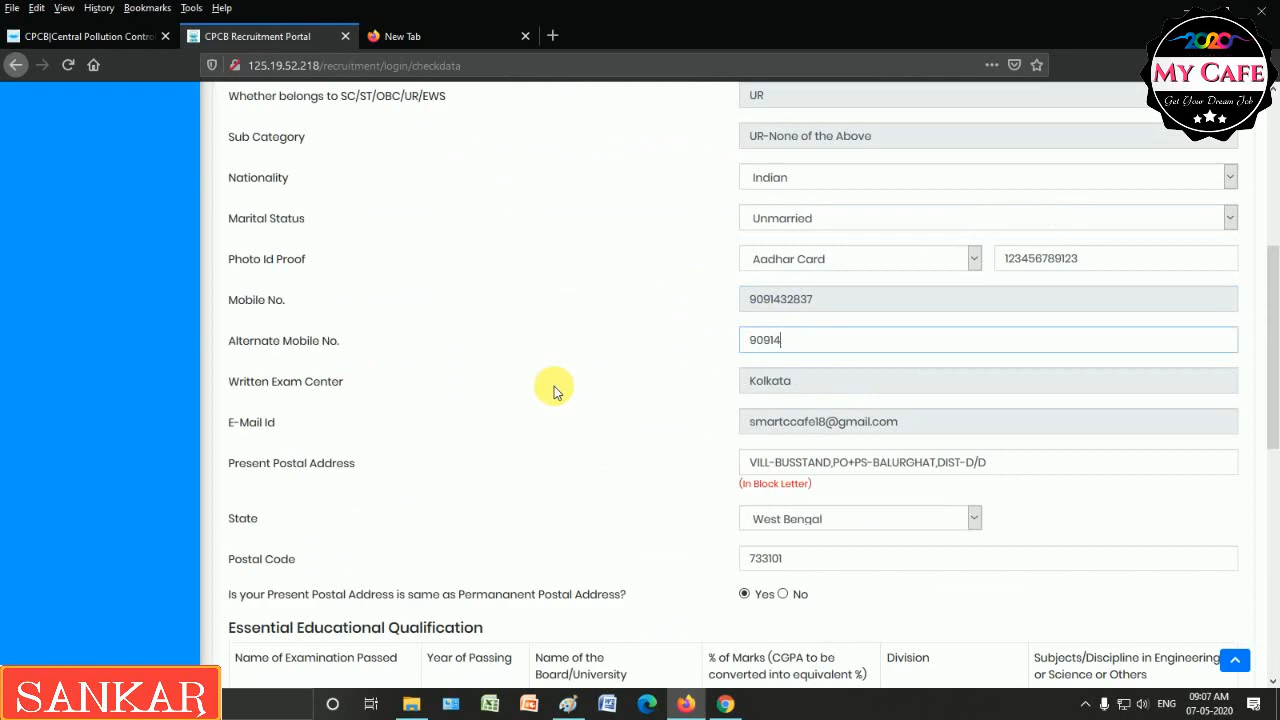 File Edit View History Bookmarks Tools Help
CPCB|Central Pollution Contro
CPCB Recruitment Portal
New Tab
125.19.52.218/recruitment/login/checkdata
2020
MY CAFE
Get Your Dream Job
Whether belongs to SC/ST/OBC/UR/EWS UR
Sub Category UR-None of the Above
Nationality Indian
Marital Status Unmarried
Photo Id Proof Aadhar Card 123456789123
Mobile No. 9091432837
Alternate Mobile No. 90914
Written Exam Center Kolkata
E-Mail Id smartccafe18@gmail.com
Present Postal Address VILL-BUSSTAND,PO+PS-BALURGHAT,DIST-D/D
(In Block Letter)
State West Bengal
Postal Code 733101
Is your Present Postal Address is same as Permananent Postal Address? Yes No
Essential Educational Qualification
Name of Examination Passed Year of Passing Name of the Board/University % of Marks (CGPA to be converted into equivalent %) Division Subjects/Discipline in Engineering or Science or Others
SANKAR
ENG
09:07 AM
07-05-2020